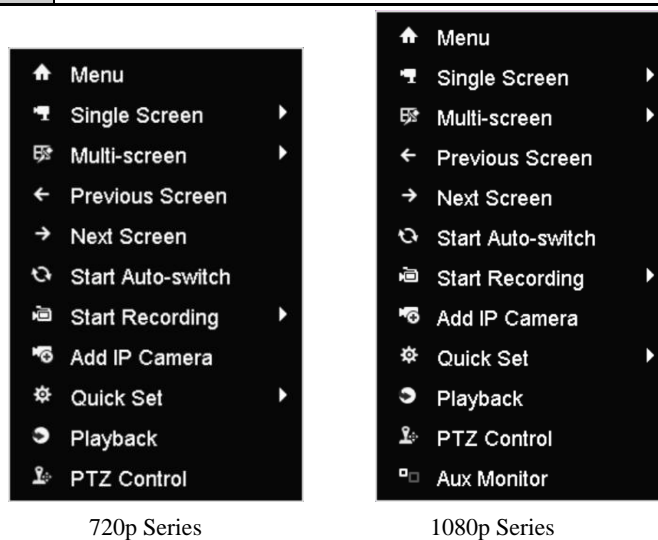 Menu
Single Screen
Multi-screen
Previous Screen
Next Screen
Start Auto-switch
Start Recording
Add IP Camera
Quick Set
Playback
PTZ Control
720p Series
Menu
Single Screen
Multi-screen
Previous Screen
Next Screen
Start Auto-switch
Start Recording
Add IP Camera
Quick Set
Playback
PTZ Control
Aux Monitor
1080p Series